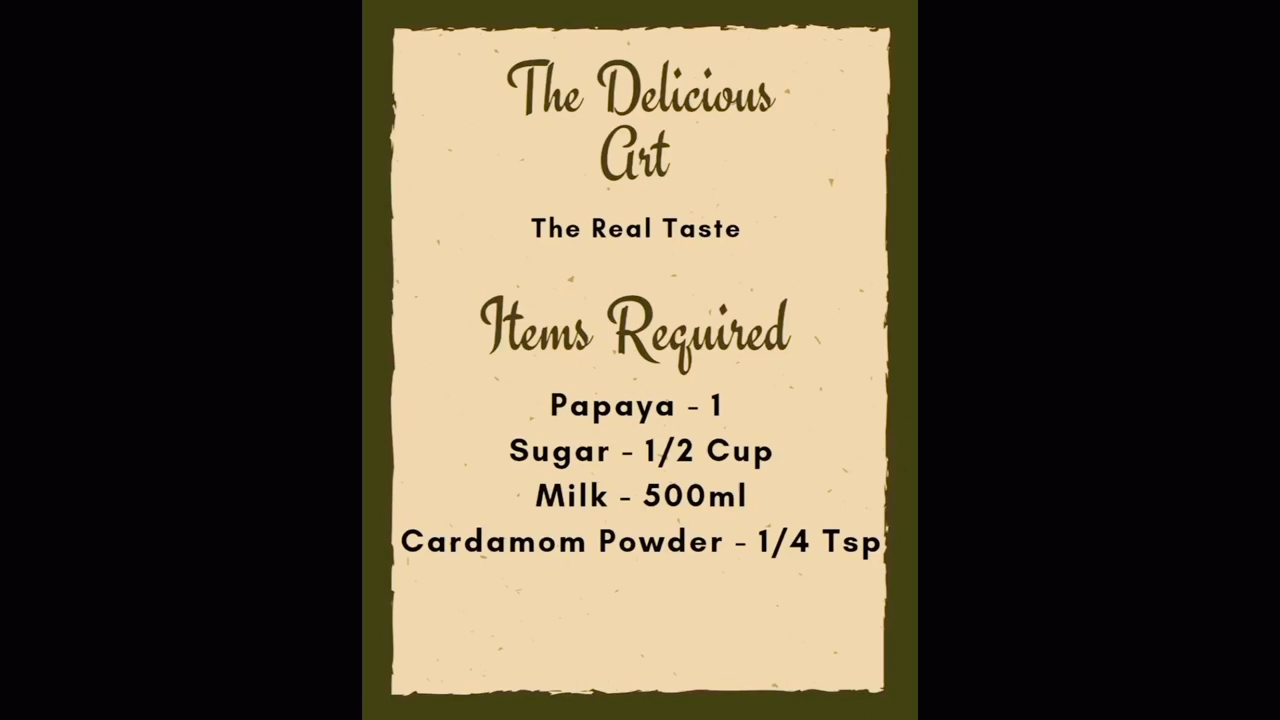 The Delicious
Art
The Real Taste
Items Required
Papaya - 1
Sugar - 1/2 Cup
Milk - 500ml
Cardamom Powder - 1/4 Tsp